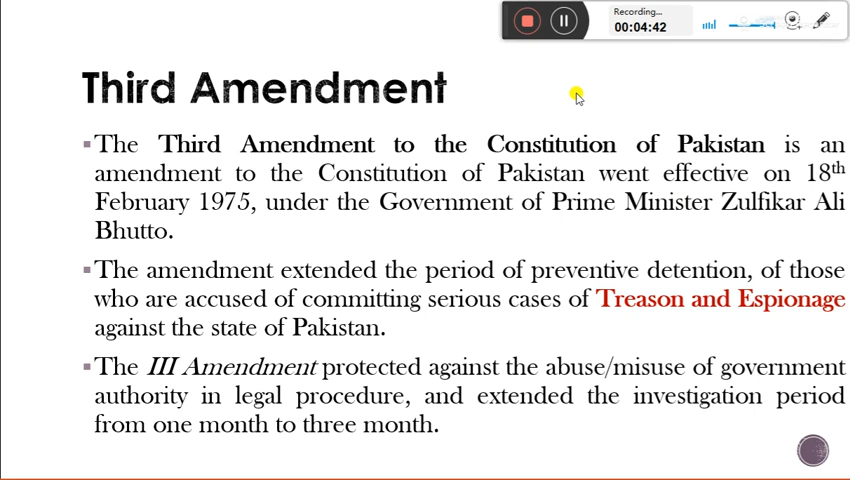 Recording...
00:04:42
Third Amendment
The Third Amendment to the Constitution of Pakistan is an
amendment to the Constitution of Pakistan went effective on 18th
February 1975, under the Government of Prime Minister Zulfikar Ali
Bhutto.
The amendment extended the period of preventive detention, of those
who are accused of committing serious cases of Treason and Espionage
against the state of Pakistan.
The III Amendment protected against the abuse/misuse of government
authority in legal procedure, and extended the investigation period
from one month to three month.